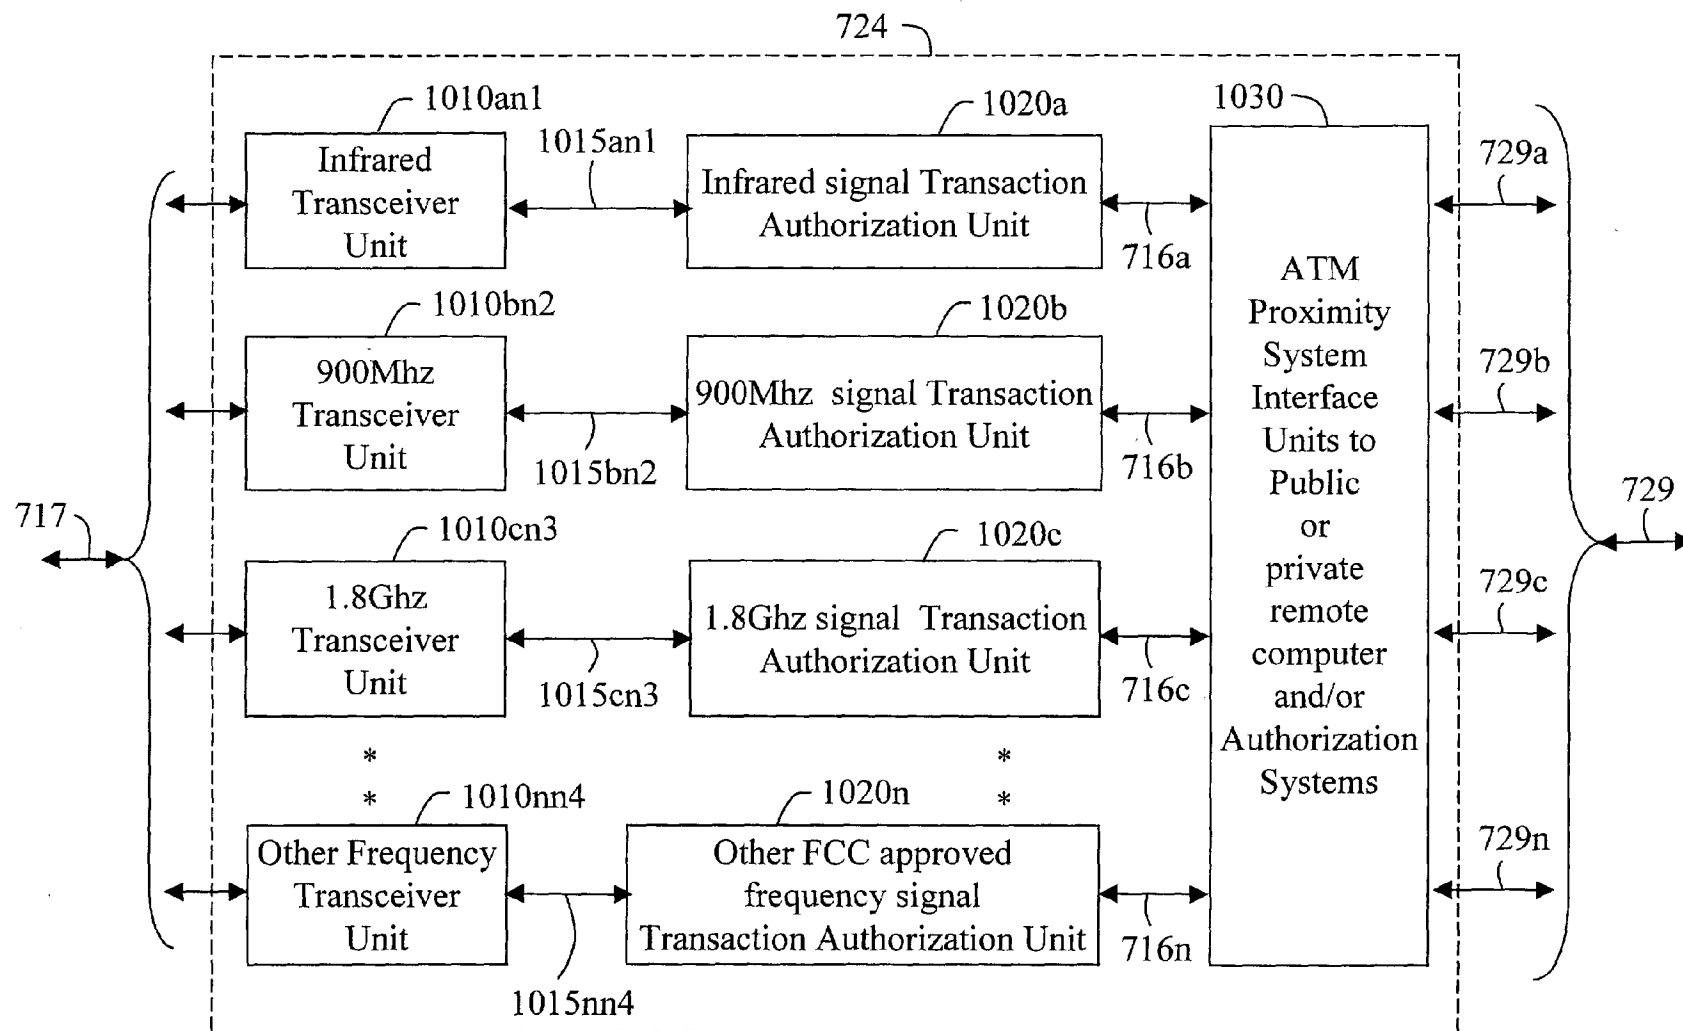 724
1010an1
1015an1
1020a
1030
729a
Infrared
Transceiver
Unit
Infrared signal Transaction
Authorization Unit
716a
1010bn2
1020b
729b
900Mhz
Transceiver
Unit
900Mhz signal Transaction
Authorization Unit
1015bn2
716b
717
729
1010cn3
1020c
729c
1.8Ghz
Transceiver
Unit
1.8Ghz signal Transaction
Authorization Unit
1015cn3
716c
ATM
Proximity
System
Interface
Units to
Public
or
private
remote
computer
and/or
Authorization
Systems
*
*
*
*
1010nn4
1020n
729n
Other Frequency
Transceiver
Unit
Other FCC approved
frequency signal
Transaction Authorization Unit
1015nn4
716n